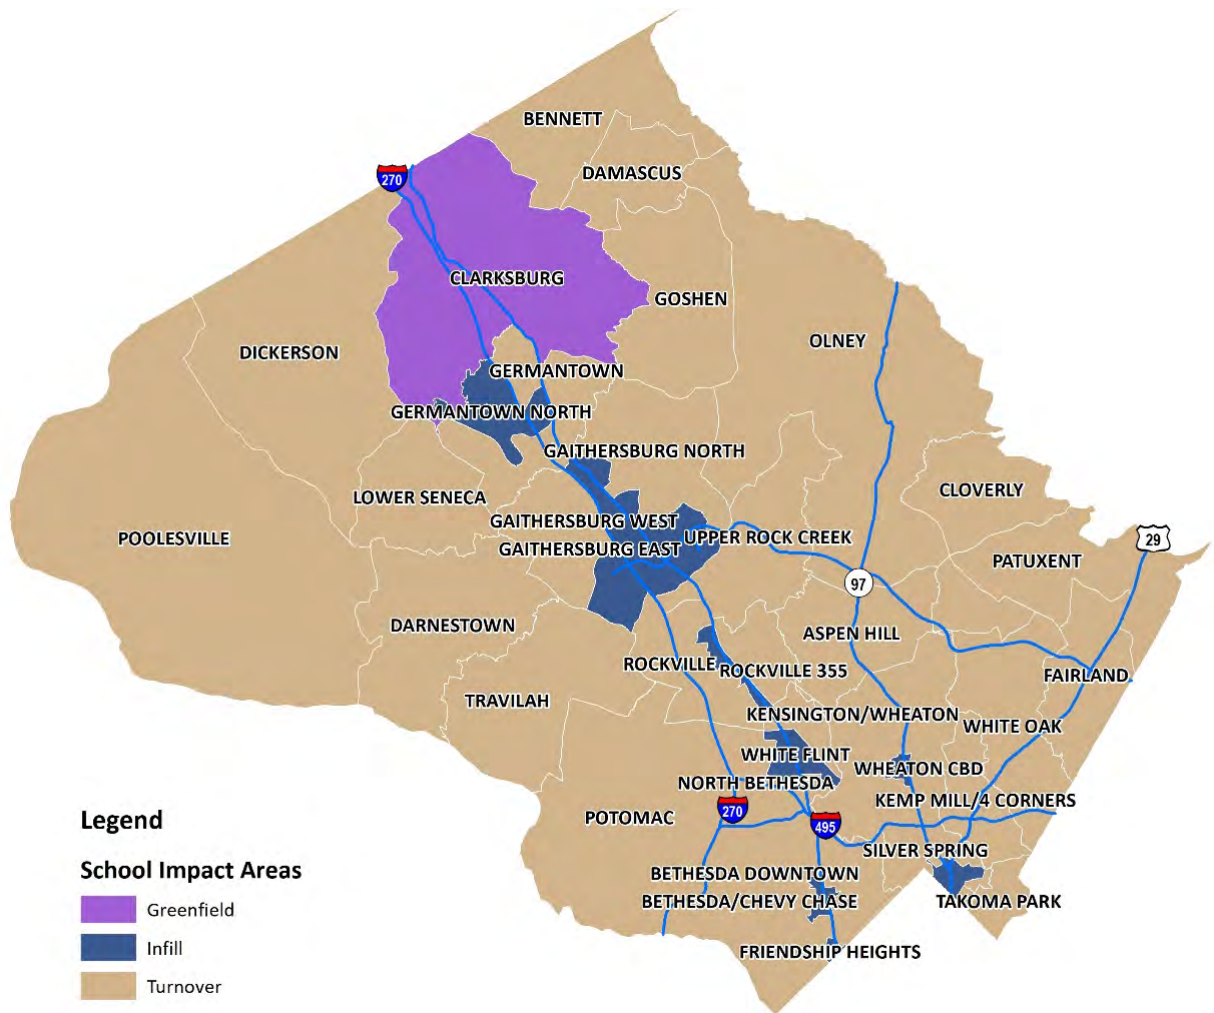 BENNETT
DAMASCUS
270
CLARKSBURG
GOSHEN
OLNEY
DICKERSON
GERMANTOWN
GERMANTOWN NORTH
GAITHERSBURG NORTH
CLOVERLY
LOWER SENECA
GAITHERSBURG WEST
POOLESVILLE
UPPER ROCK CREEK
29
GAITHERSBURG EAST
PATUXENT
97
DARNESTOWN
ASPEN HILL
ROCKVILLE
ROCKVILLE 355
FAIRLAND
TRAVILAH
KENSINGTON/WHEATON
WHITE OAK
WHITE FLINT
WHEATON CBD
NORTH BETHESDA
KEMP MILL/4 CORNERS
270
POTOMAC
495
Legend
SILVER SPRING
School Impact Areas
BETHESDA DOWNTOWN
BETHESDA/CHEVY CHASE
TAKOMA PARK
Greenfield
Infill
FRIENDSHIP HEIGHTS
Turnover